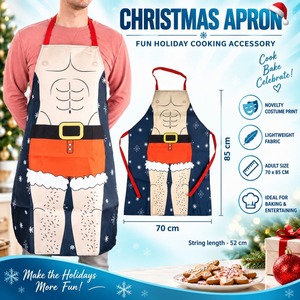 CHRISTMAS APRON
FUN HOLIDAY COOKING ACCESSORY
Cook
Bake
Celebrate!
NOVELTY
COSTUME PRINT
LIGHTWEIGHT
FABRIC
ADULT SIZE
70 x 85 CM
IDEAL FOR
BAKING &
ENTERTAINING
85 cm
70 cm
String length - 52 cm
Make the Holidays
More Fun!